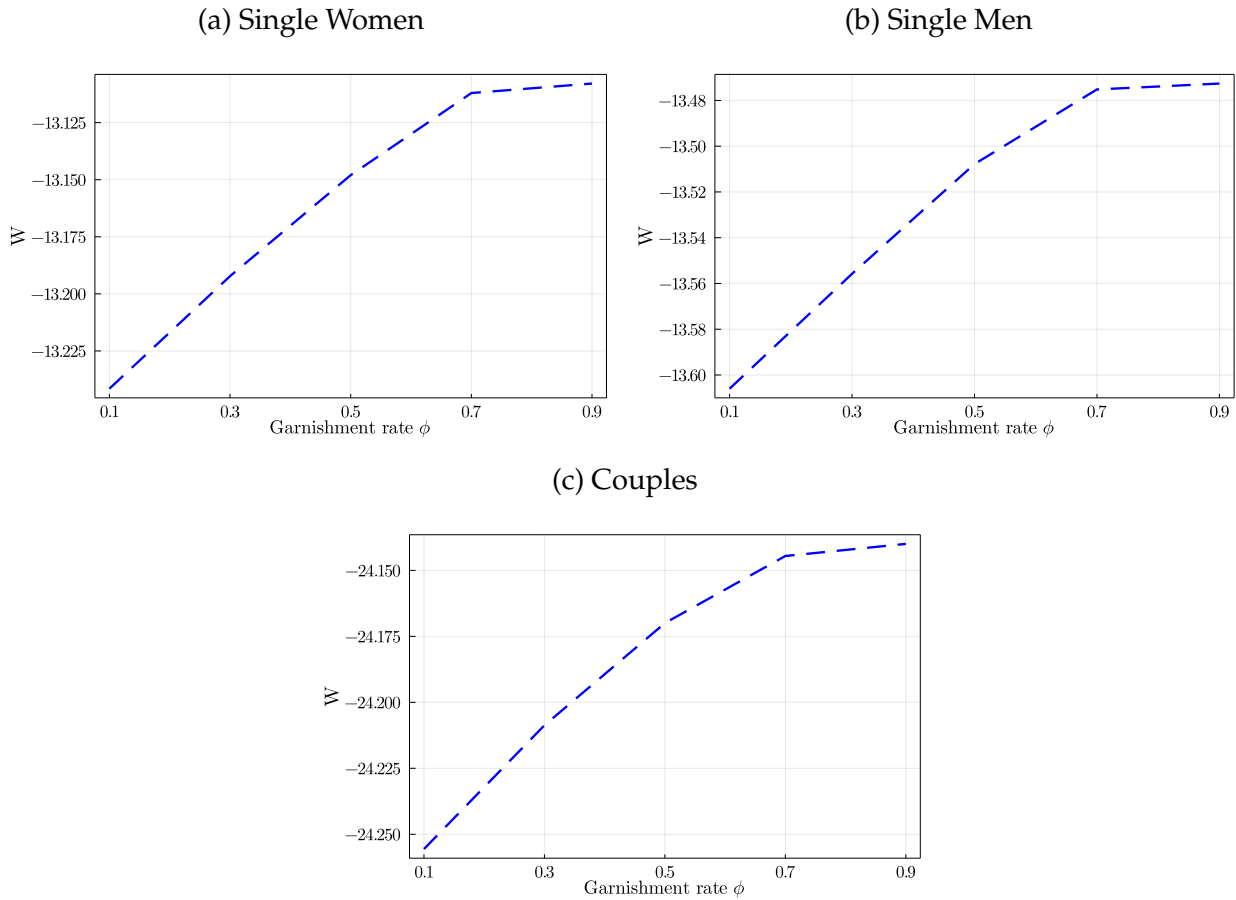 (a) Single Women
−13.125
−13.150
−13.175
−13.200
−13.225
W
0.1 0.3 0.5 0.7 0.9
Garnishment rate ϕ
(b) Single Men
−13.48
−13.50
−13.52
−13.54
−13.56
−13.58
−13.60
W
0.1 0.3 0.5 0.7 0.9
Garnishment rate ϕ
(c) Couples
−24.150
−24.175
−24.200
−24.225
−24.250
W
0.1 0.3 0.5 0.7 0.9
Garnishment rate ϕ